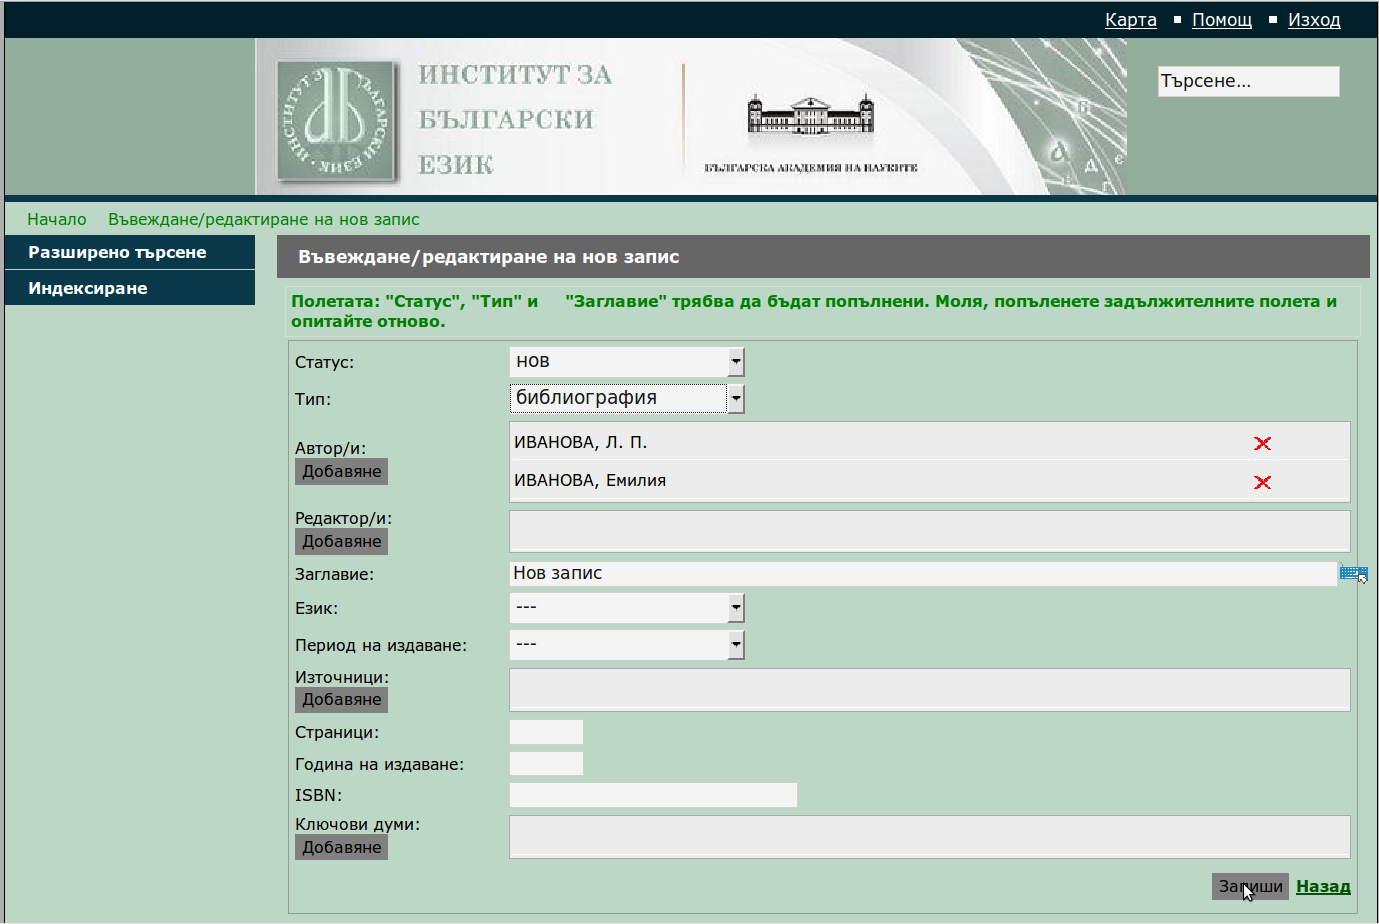 Карта Помощ Изход
ИНСТИТУТ ЗА БЪЛГАРСКИ ЕЗИК
ИНСТИТУТ ЗА
БЪЛГАРСКИ
ЕЗИК
БЪЛГАРСКА АКАДЕМИЯ НА НАУКИТЕ
Търсене...
Начало Въвеждане/редактиране на нов запис
Разширено търсене
Индексиране
Въвеждане/редактиране на нов запис
Полетата: "Статус", "Тип" и "Заглавие" трябва да бъдат попълнени. Моля, попъленете задължителните полета и
опитайте отново.
Статус: нов
Тип: библиография
Автор/и:
Добавяне
ИВАНОВА, Л. П.
ИВАНОВА, Емилия
Редактор/и:
Добавяне
Заглавие: Нов запис
Език: ---
Период на издаване: ---
Източници:
Добавяне
Страници:
Година на издаване:
ISBN:
Ключови думи:
Добавяне
Запиши Назад